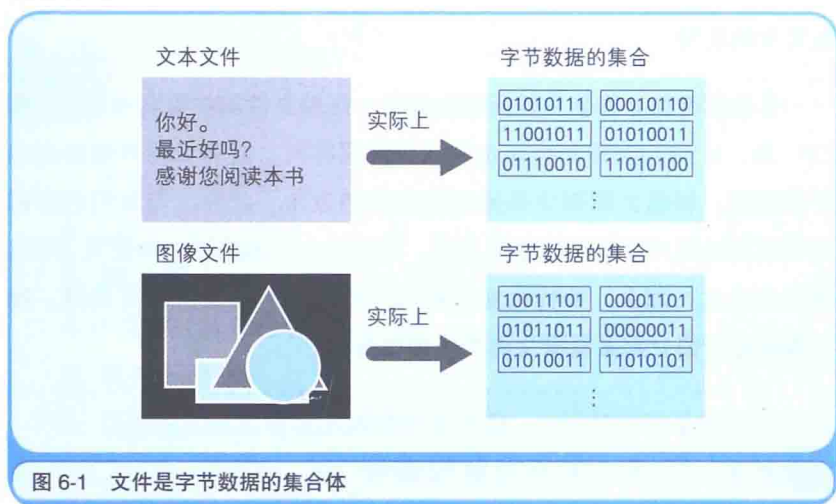 文本文件
你好。
最近好吗?
感谢您阅读本书
实际上
字节数据的集合
01010111 00010110
11001011 01010011
01110010 11010100
⋮
图像文件
实际上
字节数据的集合
10011101 00001101
01011011 00000011
01010011 11010101
⋮
图 6-1 文件是字节数据的集合体